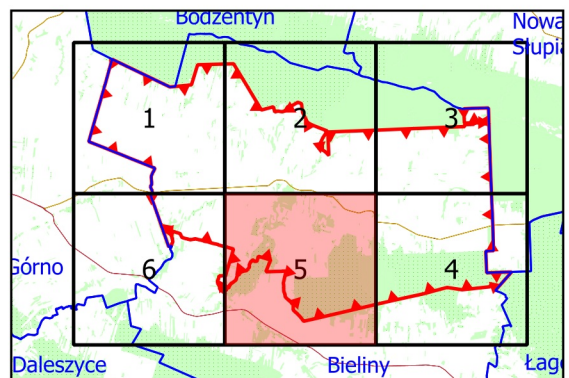 Bodzentyn
Nowa
Słupia
1
2
3
6
5
4
Górno
Daleszyce
Bieliny
Łag